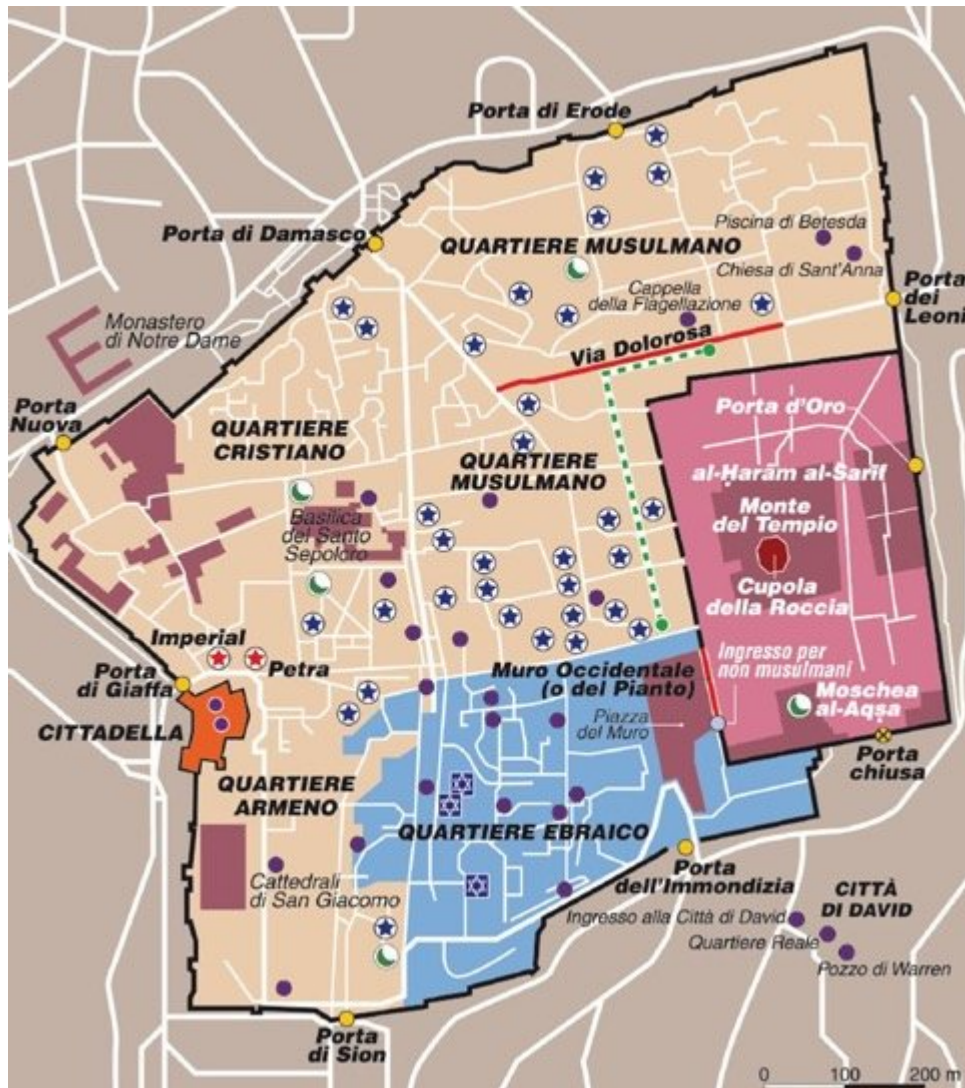 Porta di Erode
Piscina di Betesda
Porta di Damasco
QUARTIERE MUSULMANO
Chiesa di Sant'Anna
Cappella
della Flagellazione
Porta
dei
Leoni
Monastero
di Notre Dame
Via Dolorosa
Porta
Nuova
Porta d'Oro
QUARTIERE
CRISTIANO
QUARTIERE
MUSULMANO
al-Harām al-Sarif
Monte
del Tempio
Basilica
del Santo
Sepolcro
Cupola
della Roccia
Imperial
Petra
Porta
di Giaffa
Muro Occidentale
(o del Pianto)
Ingresso per
non musulmani
Moschea
al-Aqsa
Piazza
del Muro
CITTADELLA
Porta
chiusa
QUARTIERE
ARMENO
QUARTIERE EBRAICO
Cattedrali
di San Giacomo
Porta
dell'Immondizia
CITTÀ
DI DAVID
Ingresso alla Città di David
Quartiere Reale
Pozzo di Warren
Porta
di Sion
0 100 200 m